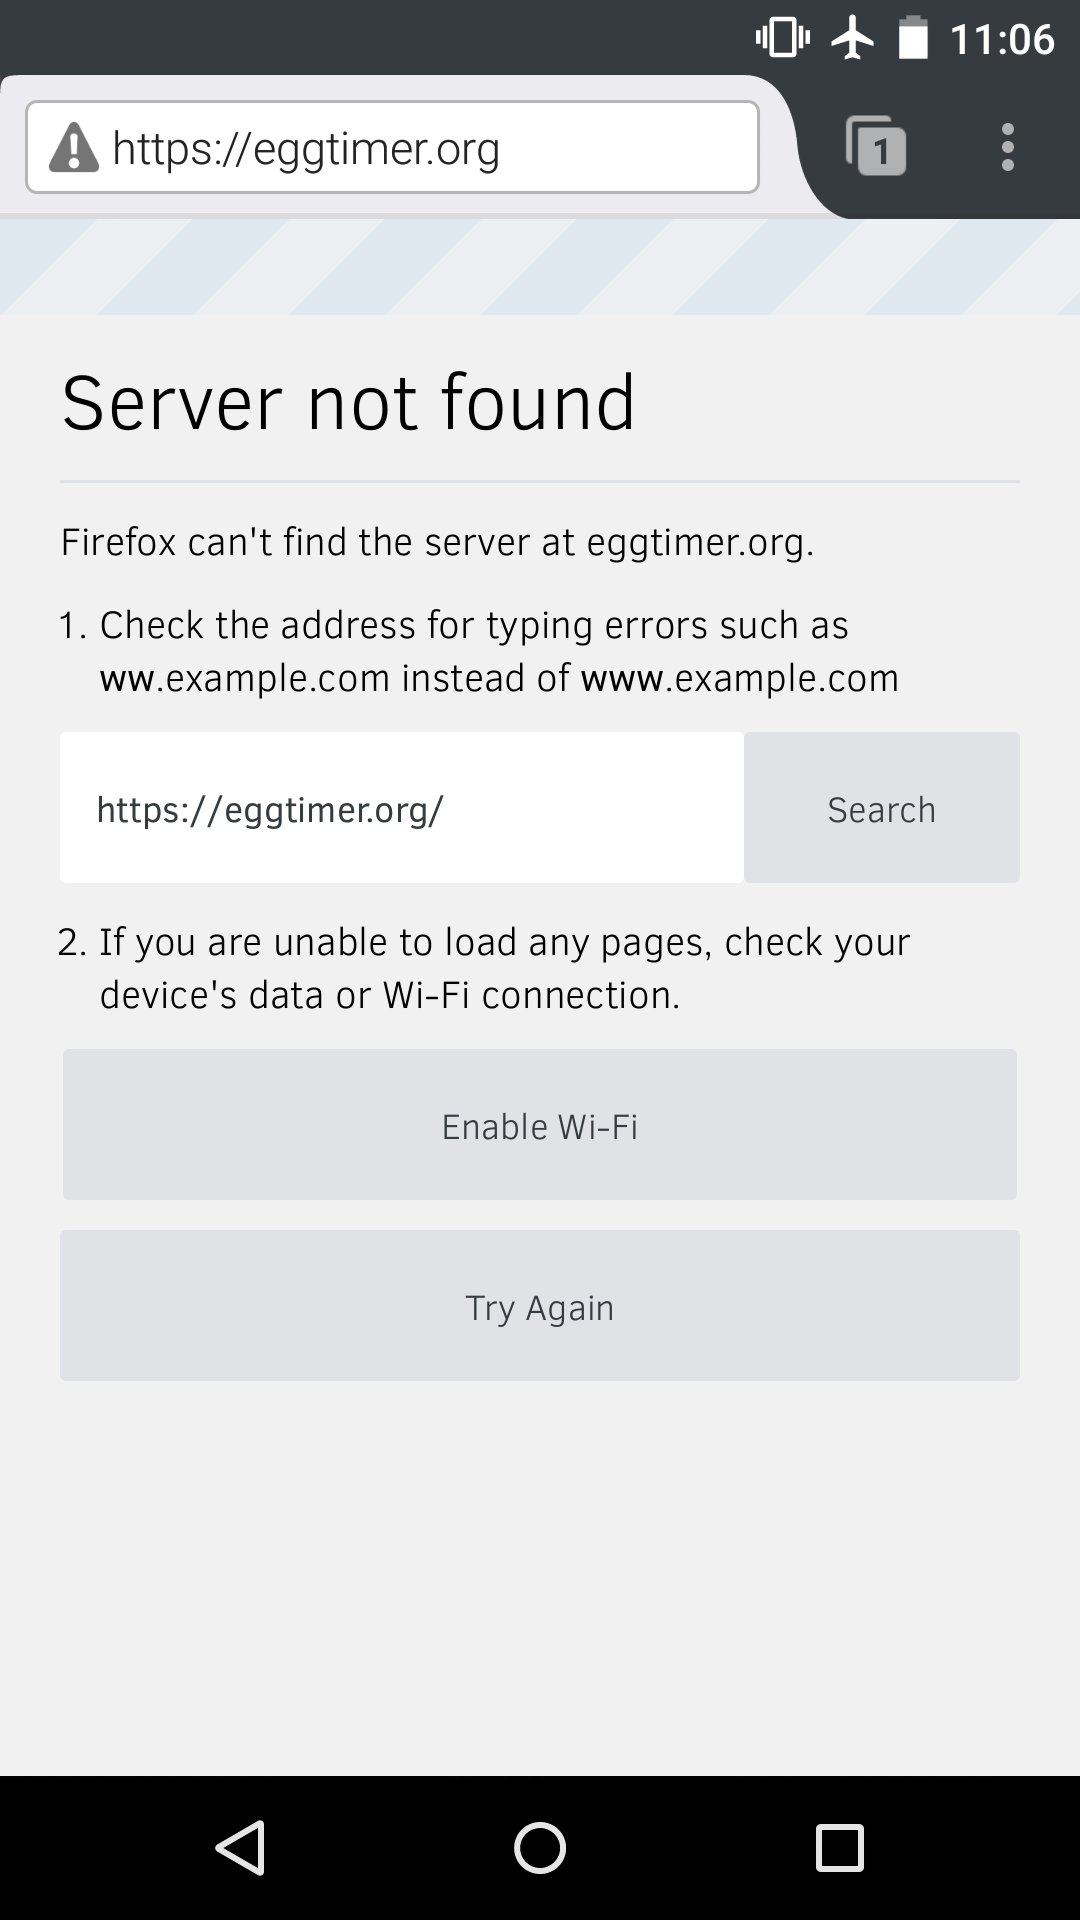 11:06
https://eggtimer.org
1
Server not found
Firefox can't find the server at eggtimer.org.
1. Check the address for typing errors such as
ww.example.com instead of www.example.com
https://eggtimer.org/
Search
2. If you are unable to load any pages, check your
device's data or Wi-Fi connection.
Enable Wi-Fi
Try Again